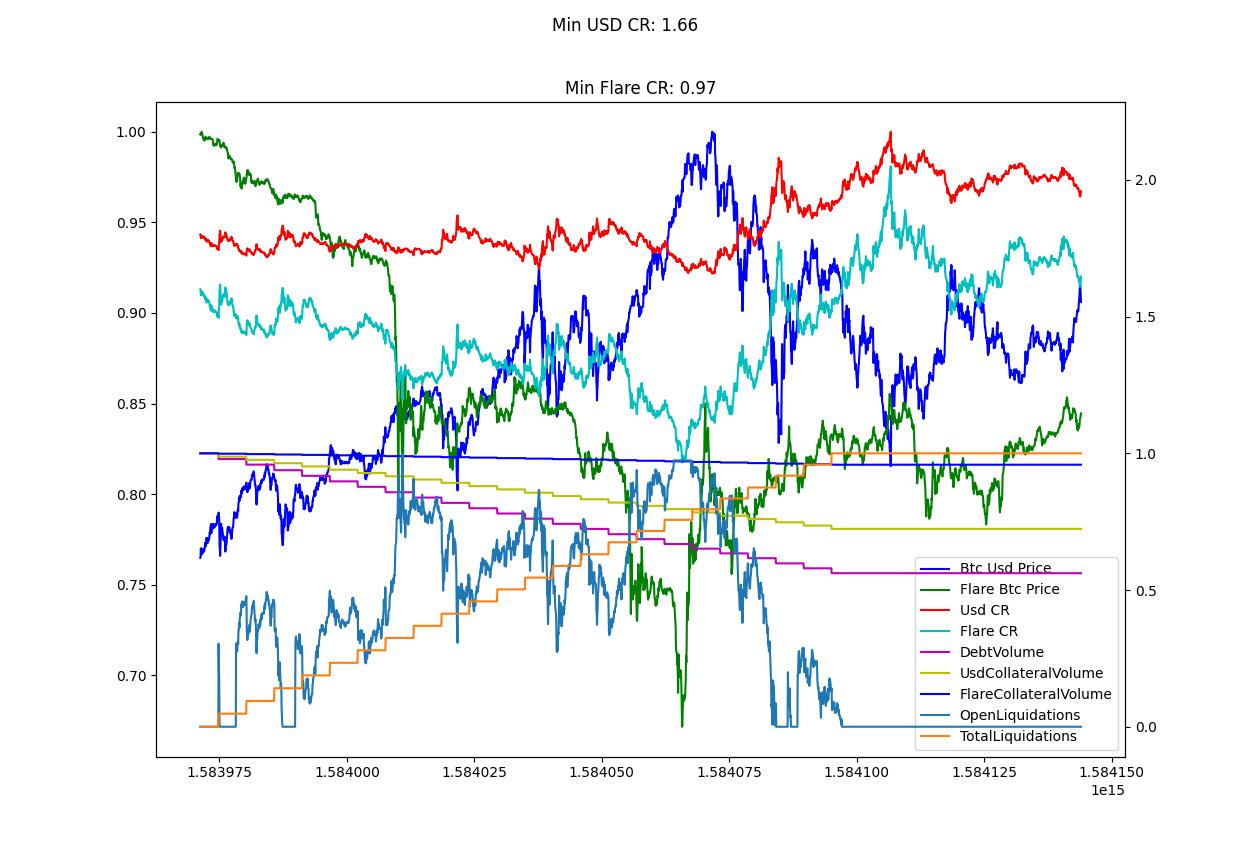 Min USD CR: 1.66
Min Flare CR: 0.97
1.00
0.95
0.90
0.85
0.80
0.75
0.70
2.0
1.5
1.0
0.5
0.0
Btc Usd Price
Flare Btc Price
Usd CR
Flare CR
DebtVolume
UsdCollateralVolume
FlareCollateralVolume
OpenLiquidations
TotalLiquidations
1.583975 1.584000 1.584025 1.584050 1.584075 1.584100 1.584125 1.584150
1e15